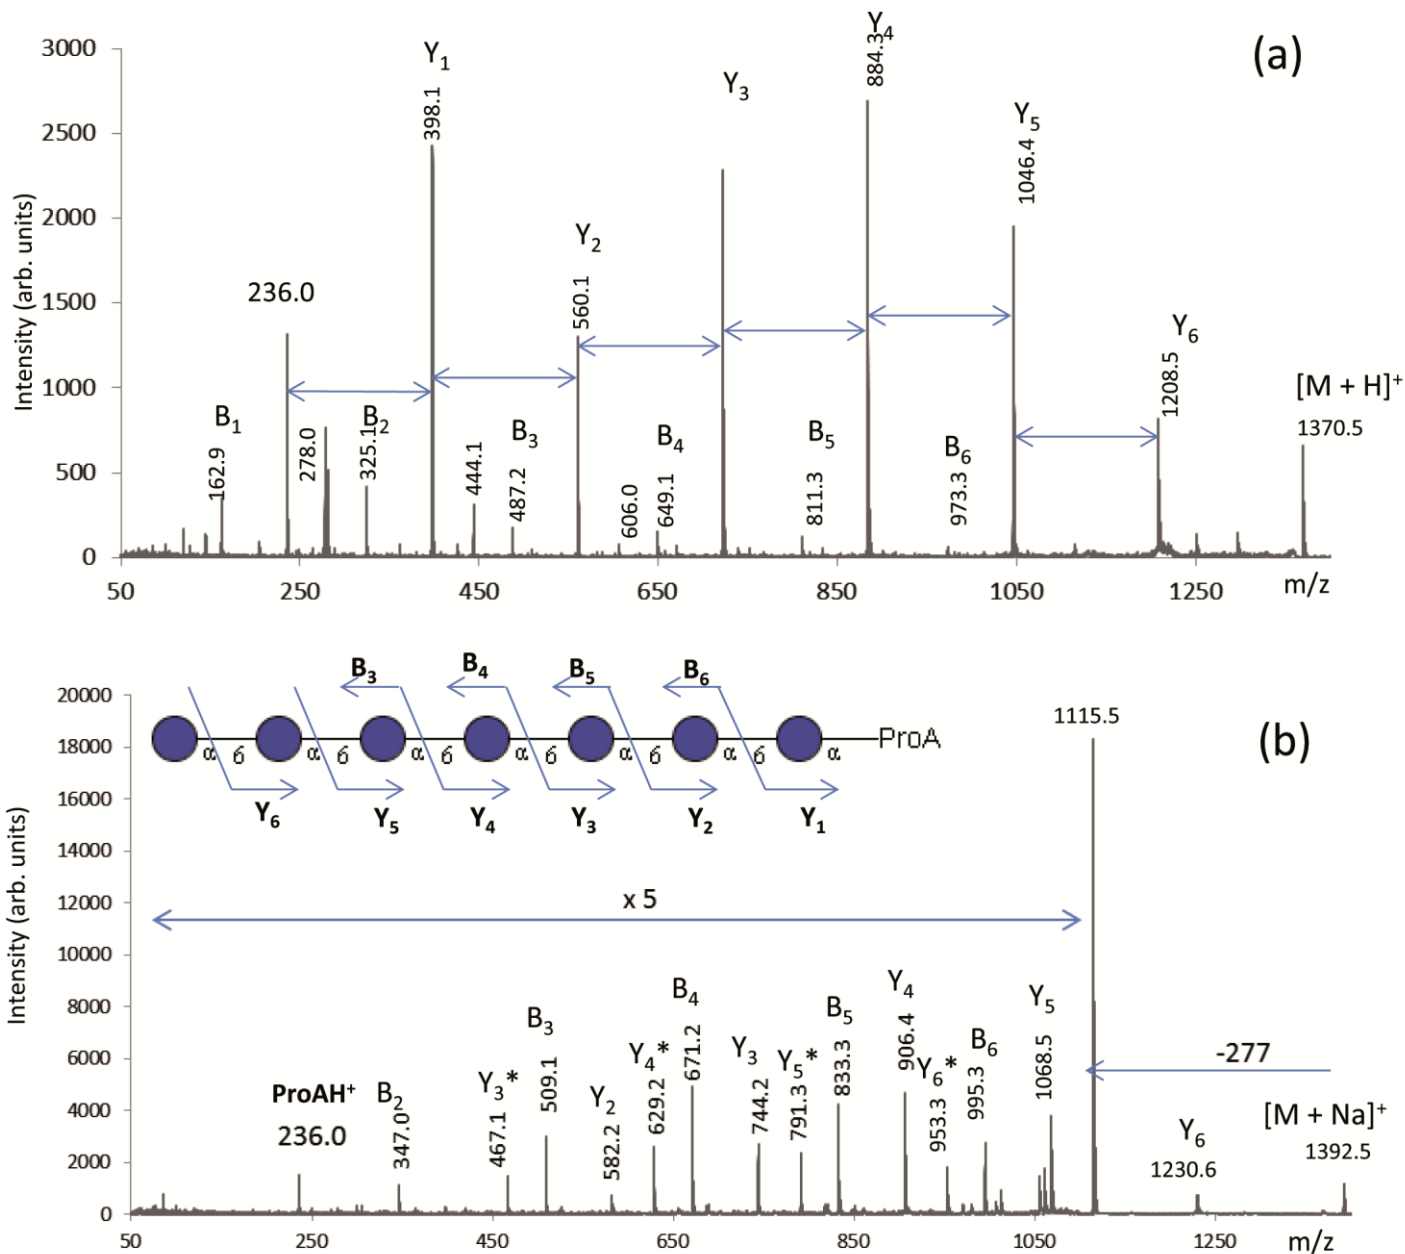 (a)
Intensity (arb. units)
3000
2500
2000
1500
1000
500
0
50 250 450 650 850 1050 1250 m/z
B₁
162.9
236.0
278.0
B₂
325.1
Y₁
398.1
444.1
B₃
487.2
Y₂
560.1
606.0
B₄
649.1
Y₃
B₅
811.3
Y₄
884.3
B₆
973.3
Y₅
1046.4
Y₆
1208.5
[M + H]⁺
1370.5
(b)
B₃ B₄ B₅ B₆
α 6 α 6 α 6 α 6 α 6 α 6 α ProA
Y₆ Y₅ Y₄ Y₃ Y₂ Y₁
Intensity (arb. units)
20000
18000
16000
14000
12000
10000
8000
6000
4000
2000
0
50 250 450 650 850 1050 1250 m/z
x 5
ProAH⁺
236.0
B₂
347.0
Y₃*
467.1
B₃
509.1
Y₂
582.2
Y₄*
629.2
B₄
671.2
Y₃
744.2
Y₅*
791.3
B₅
833.3
Y₄
906.4
Y₆*
953.3
B₆
995.3
Y₅
1068.5
1115.5
-277
Y₆
1230.6
[M + Na]⁺
1392.5